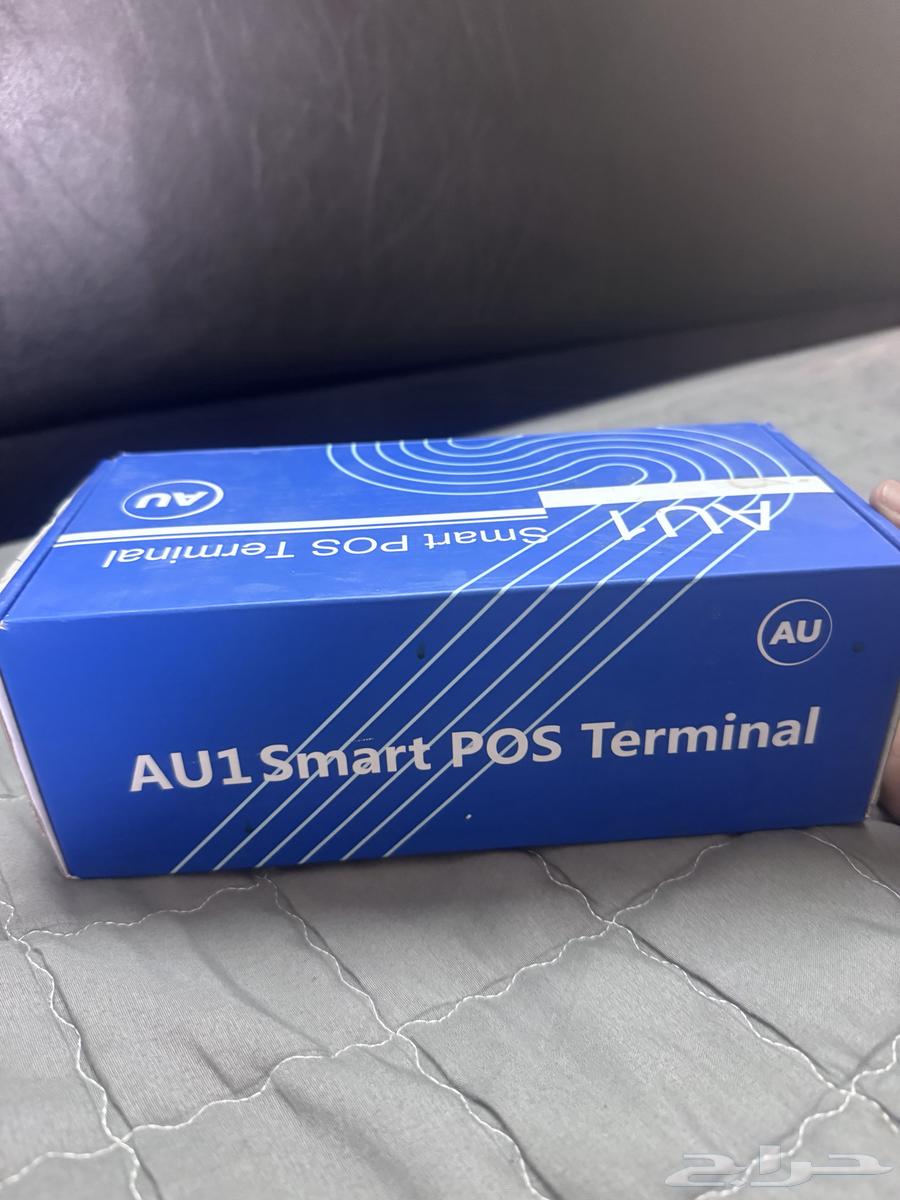 AU
AU1
Smart POS Terminal
AU
AU1 Smart POS Terminal
حراج